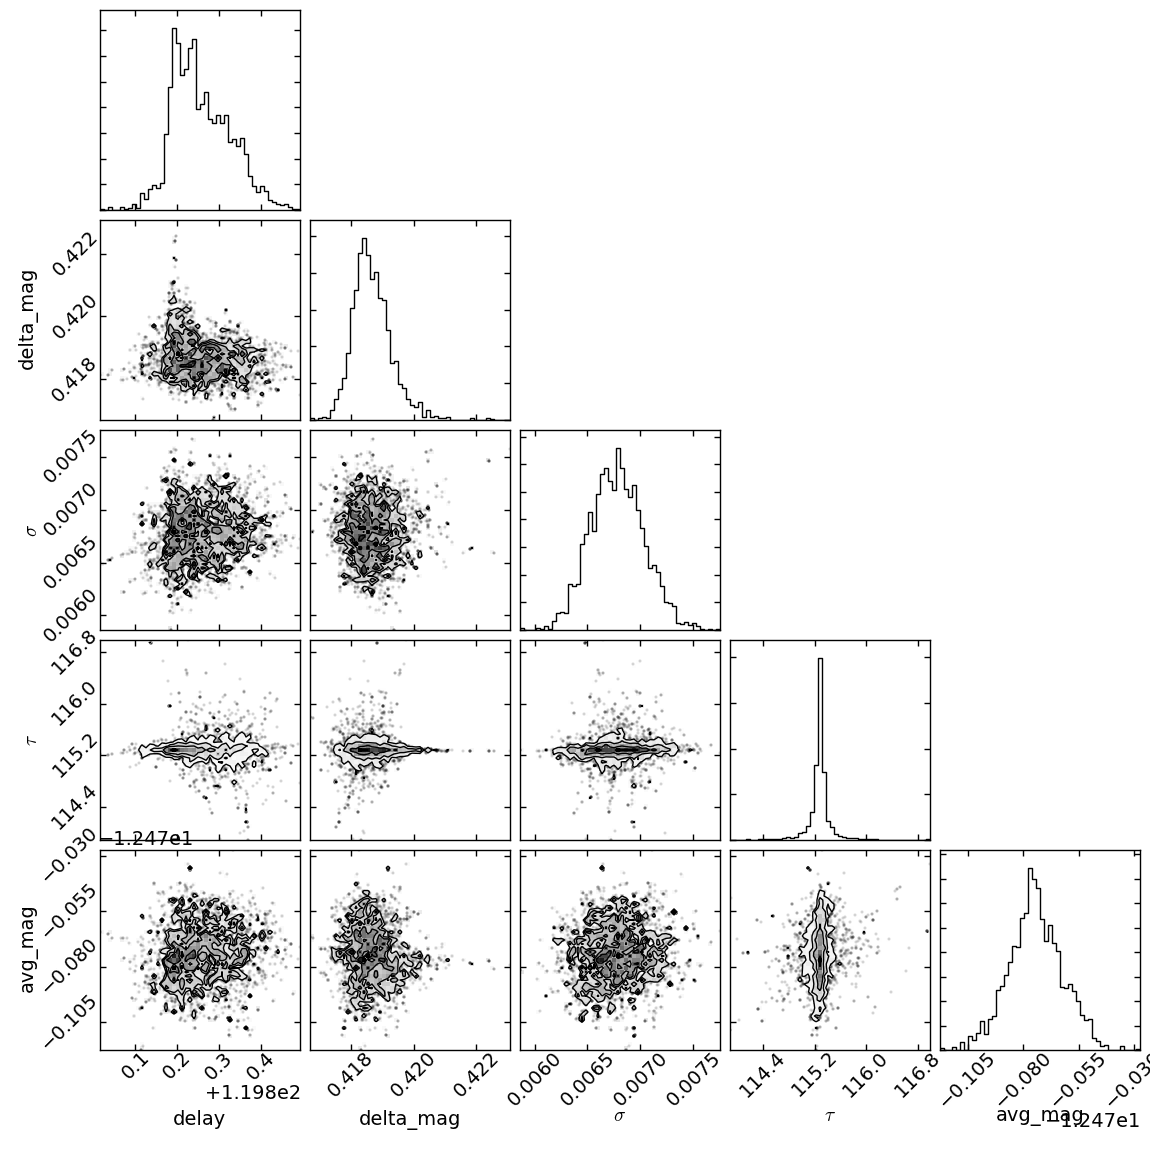 delta_mag
0.422
0.420
0.418
σ
0.0075
0.0070
0.0065
0.0060
τ
116.8
116.0
115.2
114.4
−1.247e1
avg_mag
−0.030
−0.055
−0.080
−0.105
0.1 0.2 0.3 0.4
0.418 0.420 0.422
0.0060 0.0065 0.0070 0.0075
114.4 115.2 116.0 116.8
−0.105 −0.080 −0.055 −0.030
+1.198e2
−1.247e1
delay delta_mag σ τ avg_mag